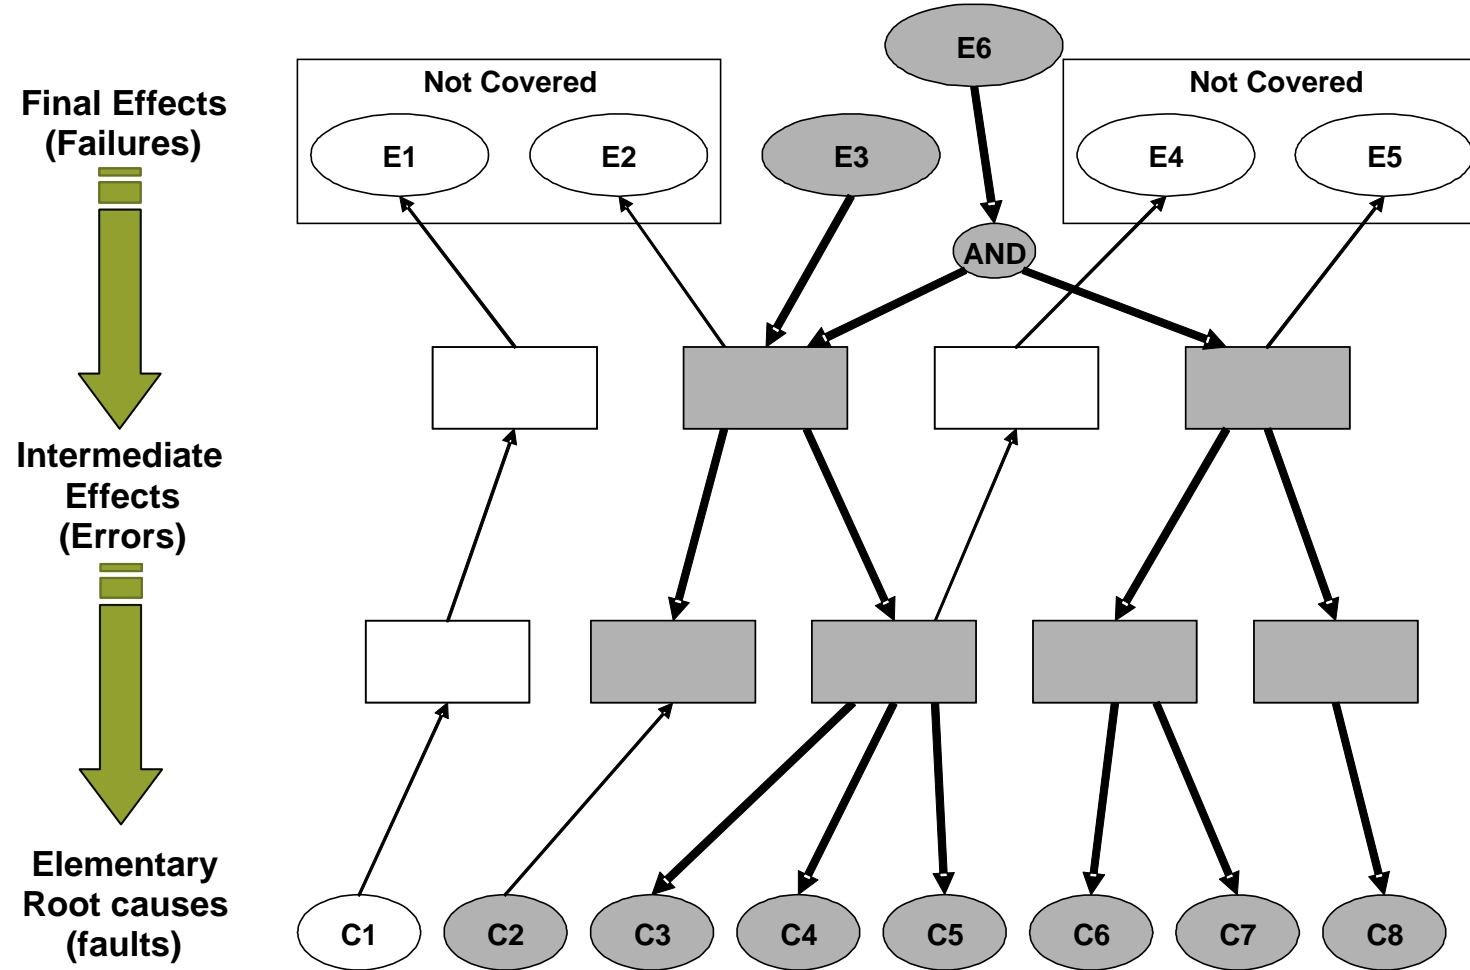 E6
Not Covered
Not Covered
Final Effects
(Failures)
E1
E2
E3
E4
E5
AND
Intermediate
Effects
(Errors)
Elementary
Root causes
(faults)
C1
C2
C3
C4
C5
C6
C7
C8